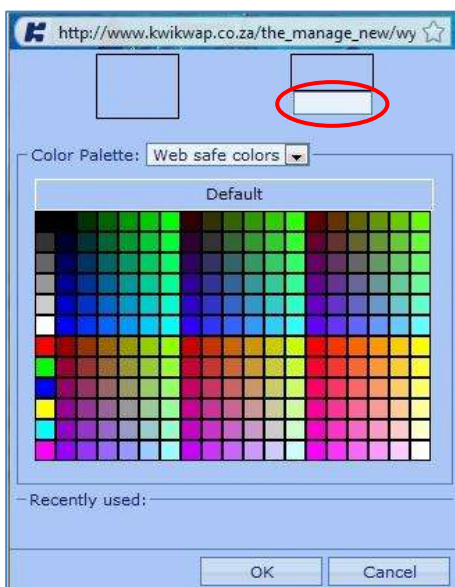 http://www.kwikwap.co.za/the_manage_new/wy
Color Palette: Web safe colors
Default
Recently used:
OK Cancel